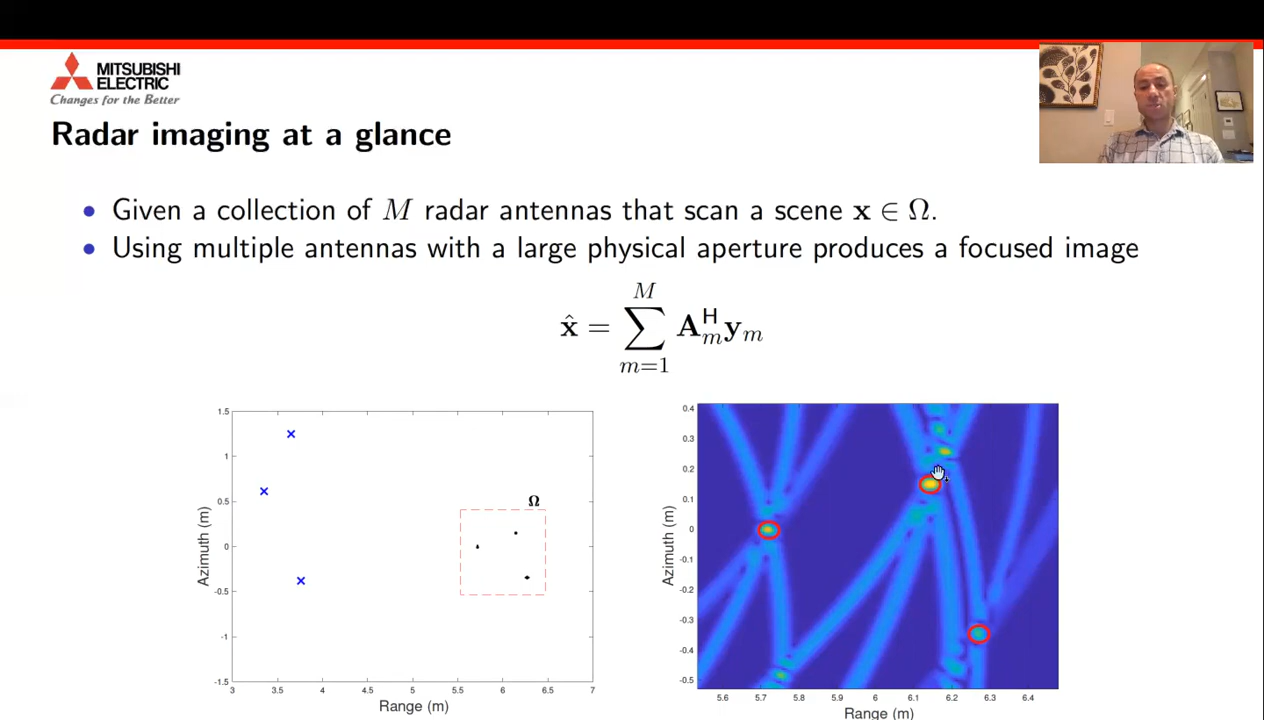 MITSUBISHI
ELECTRIC
Changes for the Better
Radar imaging at a glance
• Given a collection of M radar antennas that scan a scene x ∈ Ω.
• Using multiple antennas with a large physical aperture produces a focused image
x̂ = ∑_{m=1}^{M} A_m^H y_m
1.5
1
0.5
0
-0.5
-1
-1.5
Azimuth (m)
Ω
3 3.5 4 4.5 5 5.5 6 6.5 7
Range (m)
0.4
0.3
0.2
0.1
0
-0.1
-0.2
-0.3
-0.4
-0.5
Azimuth (m)
5.6 5.7 5.8 5.9 6 6.1 6.2 6.3 6.4
Range (m)